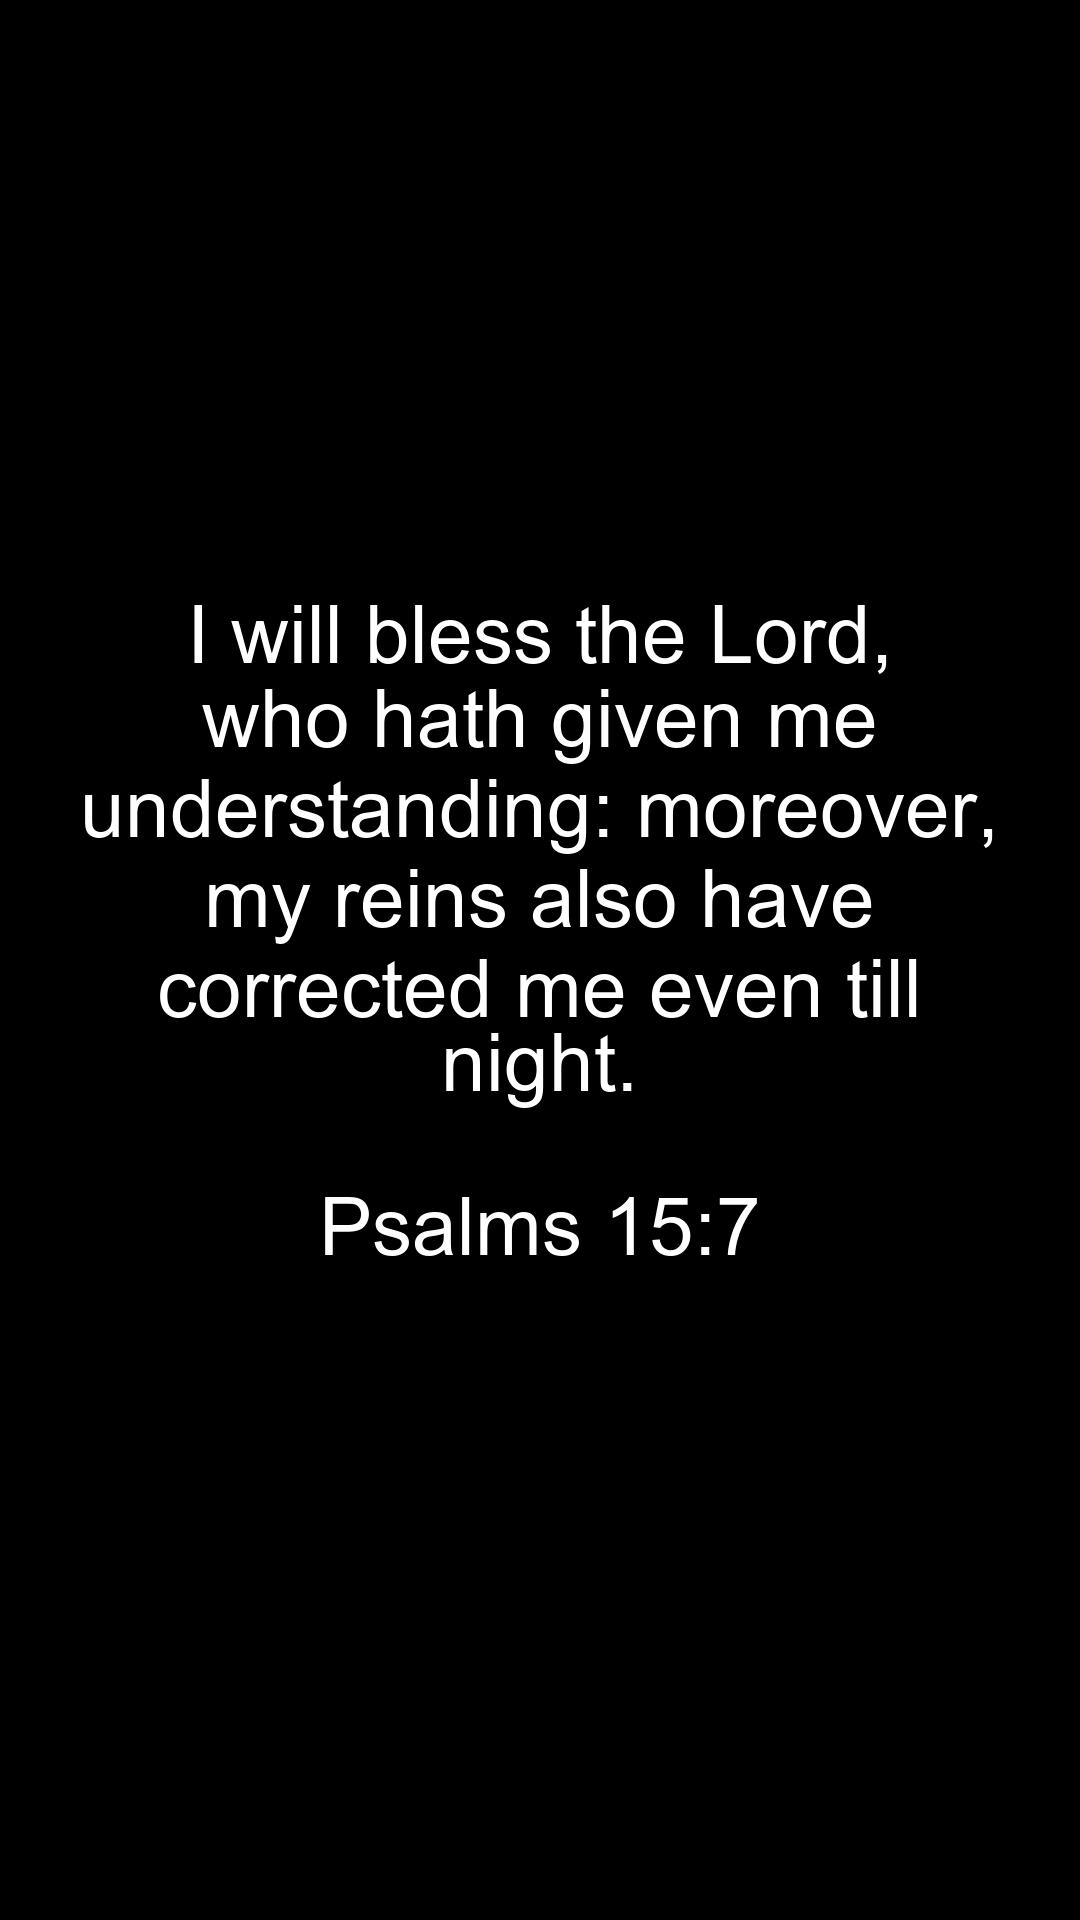 I will bless the Lord,
who hath given me
understanding: moreover,
my reins also have
corrected me even till
night.
Psalms 15:7